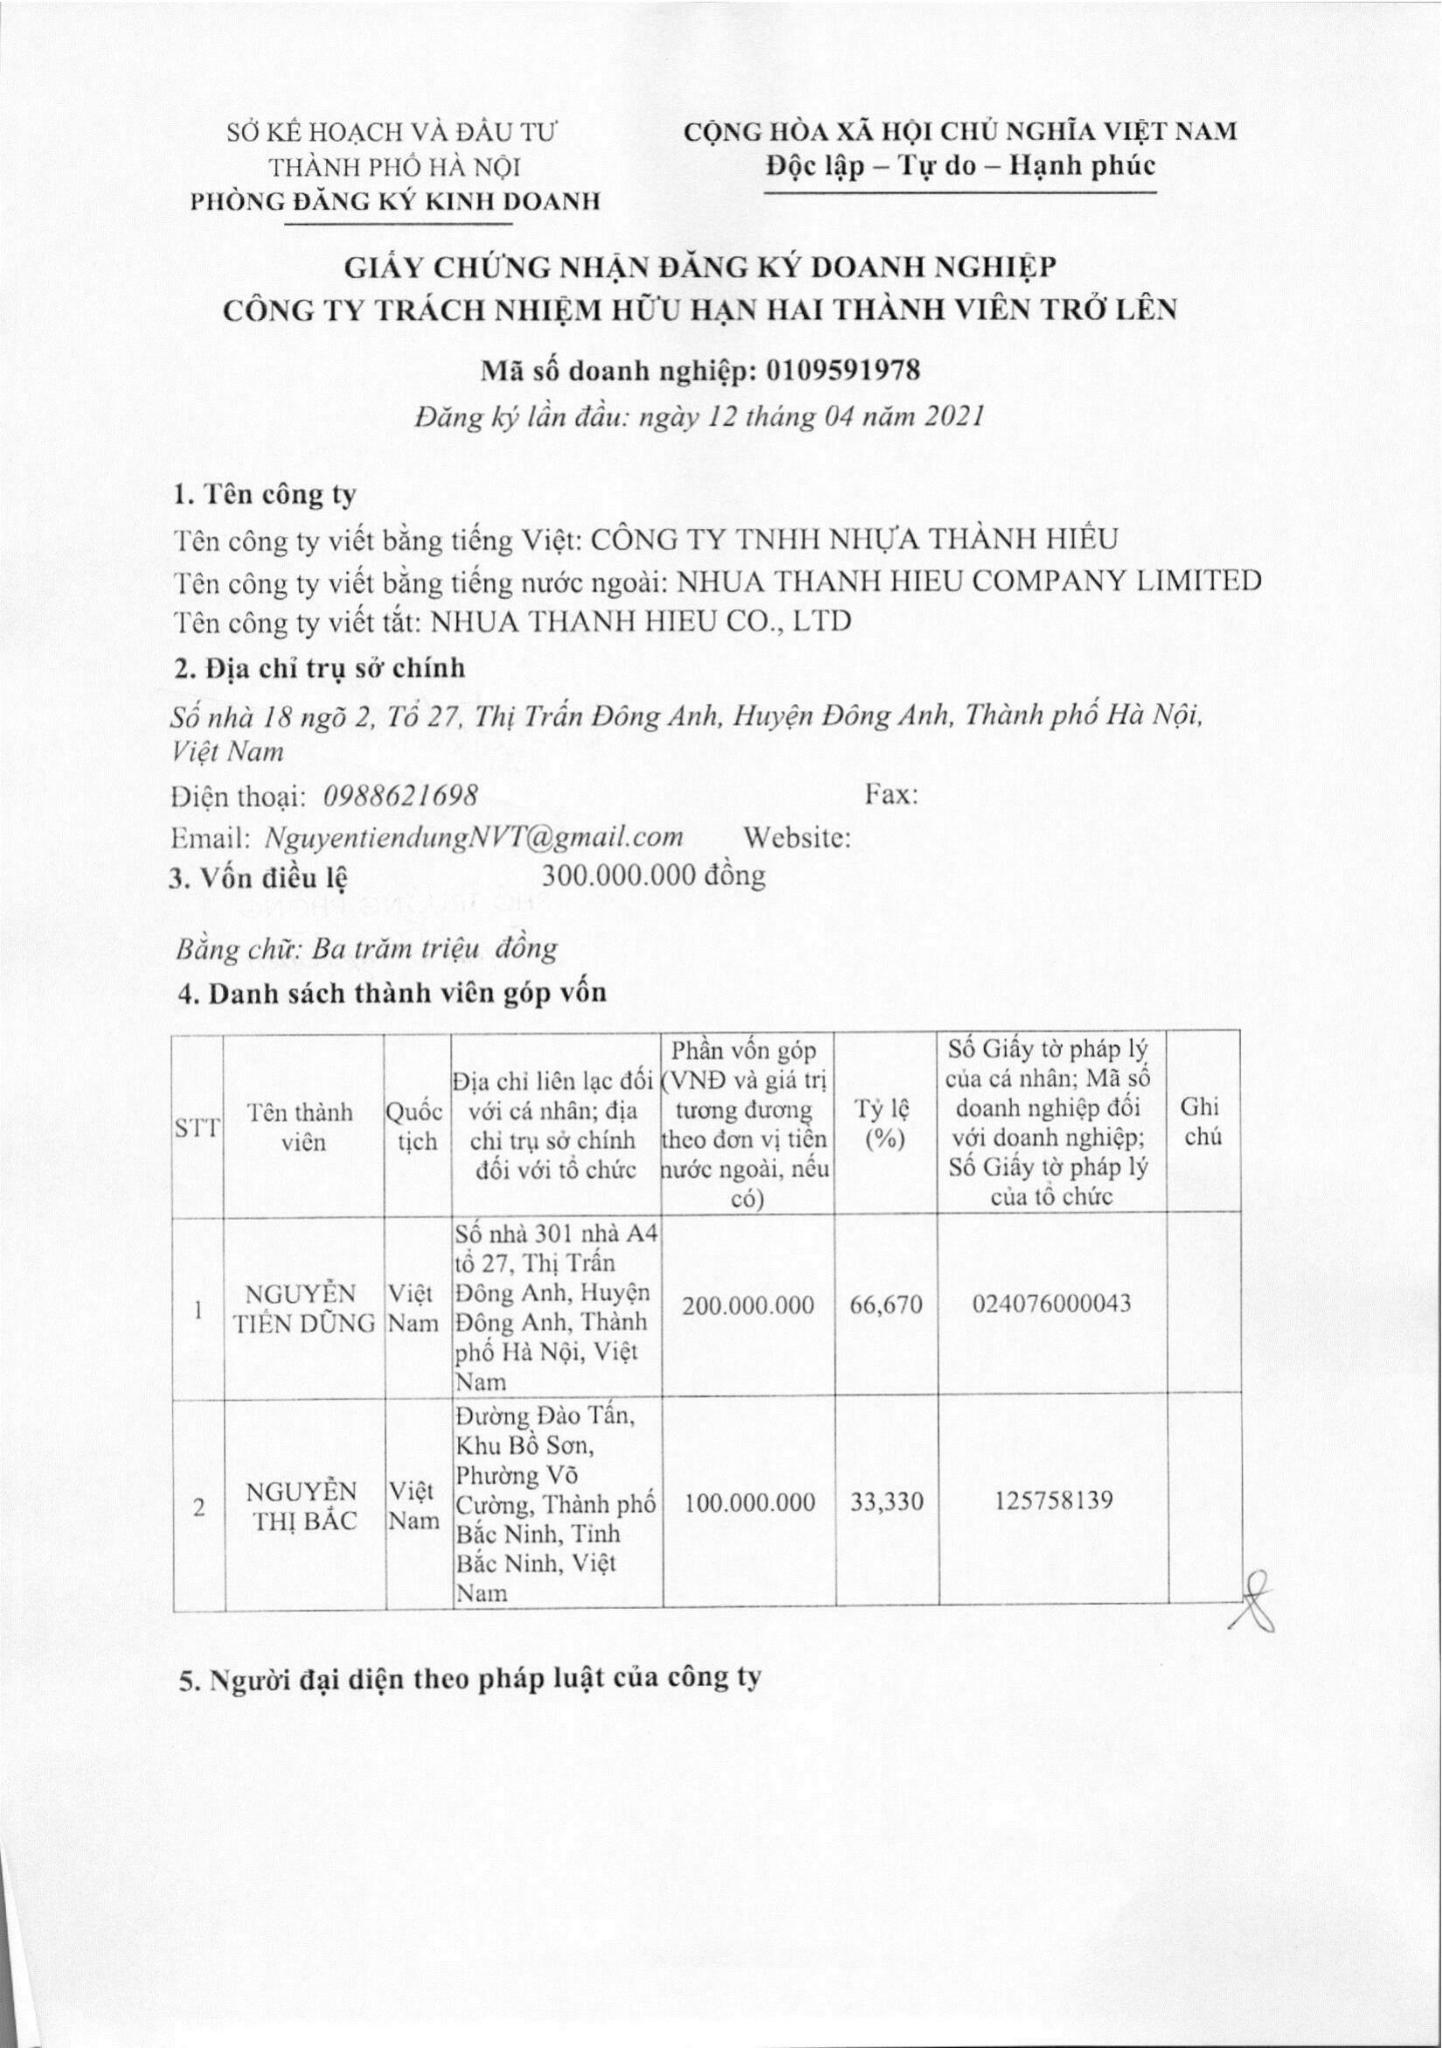 SỞ KẾ HOẠCH VÀ ĐẦU TƯ
THÀNH PHỐ HÀ NỘI
PHÒNG ĐĂNG KÝ KINH DOANH
CỘNG HÒA XÃ HỘI CHỦ NGHĨA VIỆT NAM
Độc lập – Tự do – Hạnh phúc
GIẤY CHỨNG NHẬN ĐĂNG KÝ DOANH NGHIỆP
CÔNG TY TRÁCH NHIỆM HỮU HẠN HAI THÀNH VIÊN TRỞ LÊN
Mã số doanh nghiệp: 0109591978
Đăng ký lần đầu: ngày 12 tháng 04 năm 2021
1. Tên công ty
Tên công ty viết bằng tiếng Việt: CÔNG TY TNHH NHỰA THÀNH HIẾU
Tên công ty viết bằng tiếng nước ngoài: NHUA THANH HIEU COMPANY LIMITED
Tên công ty viết tắt: NHUA THANH HIEU CO., LTD
2. Địa chỉ trụ sở chính
Số nhà 18 ngõ 2, Tổ 27, Thị Trấn Đông Anh, Huyện Đông Anh, Thành phố Hà Nội,
Việt Nam
Điện thoại: 0988621698 Fax:
Email: NguyentiendungNVT@gmail.com Website:
3. Vốn điều lệ 300.000.000 đồng
Bằng chữ: Ba trăm triệu đồng
4. Danh sách thành viên góp vốn
STT
Tên thành
viên
Quốc
tịch
Địa chỉ liên lạc đối
với cá nhân; địa
chỉ trụ sở chính
đối với tổ chức
Phần vốn góp
(VNĐ và giá trị
tương đương
theo đơn vị tiền
nước ngoài, nếu
có)
Tỷ lệ
(%)
Số Giấy tờ pháp lý
của cá nhân; Mã số
doanh nghiệp đối
với doanh nghiệp;
Số Giấy tờ pháp lý
của tổ chức
Ghi
chú
1
NGUYỄN
TIẾN DŨNG
Việt
Nam
Số nhà 301 nhà A4
tổ 27, Thị Trấn
Đông Anh, Huyện
Đông Anh, Thành
phố Hà Nội, Việt
Nam
200.000.000
66,670
024076000043
2
NGUYỄN
THỊ BẮC
Việt
Nam
Đường Đào Tấn,
Khu Bồ Sơn,
Phường Võ
Cường, Thành phố
Bắc Ninh, Tỉnh
Bắc Ninh, Việt
Nam
100.000.000
33,330
125758139
5. Người đại diện theo pháp luật của công ty